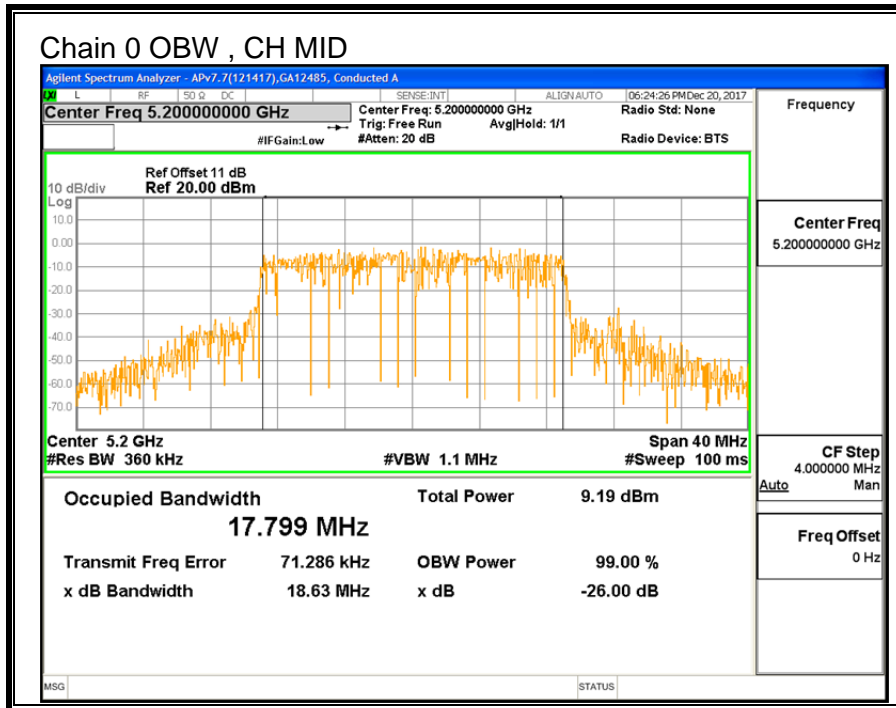 Chain 0 OBW , CH MID
Agilent Spectrum Analyzer - APv7.7(121417),GA12485, Conducted A
LXI L RF 50 Ω DC SENSE:INT ALIGN AUTO 06:24:26 PM Dec 20, 2017
Center Freq 5.200000000 GHz
Center Freq: 5.200000000 GHz
Radio Std: None
Trig: Free Run Avg|Hold: 1/1
#IFGain:Low
#Atten: 20 dB
Radio Device: BTS
Frequency
Ref Offset 11 dB
10 dB/div Ref 20.00 dBm
Log
10.0
0.00
-10.0
-20.0
-30.0
-40.0
-50.0
-60.0
-70.0
Center 5.2 GHz Span 40 MHz
#Res BW 360 kHz #VBW 1.1 MHz #Sweep 100 ms
Occupied Bandwidth Total Power 9.19 dBm
17.799 MHz
Transmit Freq Error 71.286 kHz OBW Power 99.00 %
x dB Bandwidth 18.63 MHz x dB -26.00 dB
Center Freq
5.200000000 GHz
CF Step
4.000000 MHz
Auto Man
Freq Offset
0 Hz
MSG STATUS